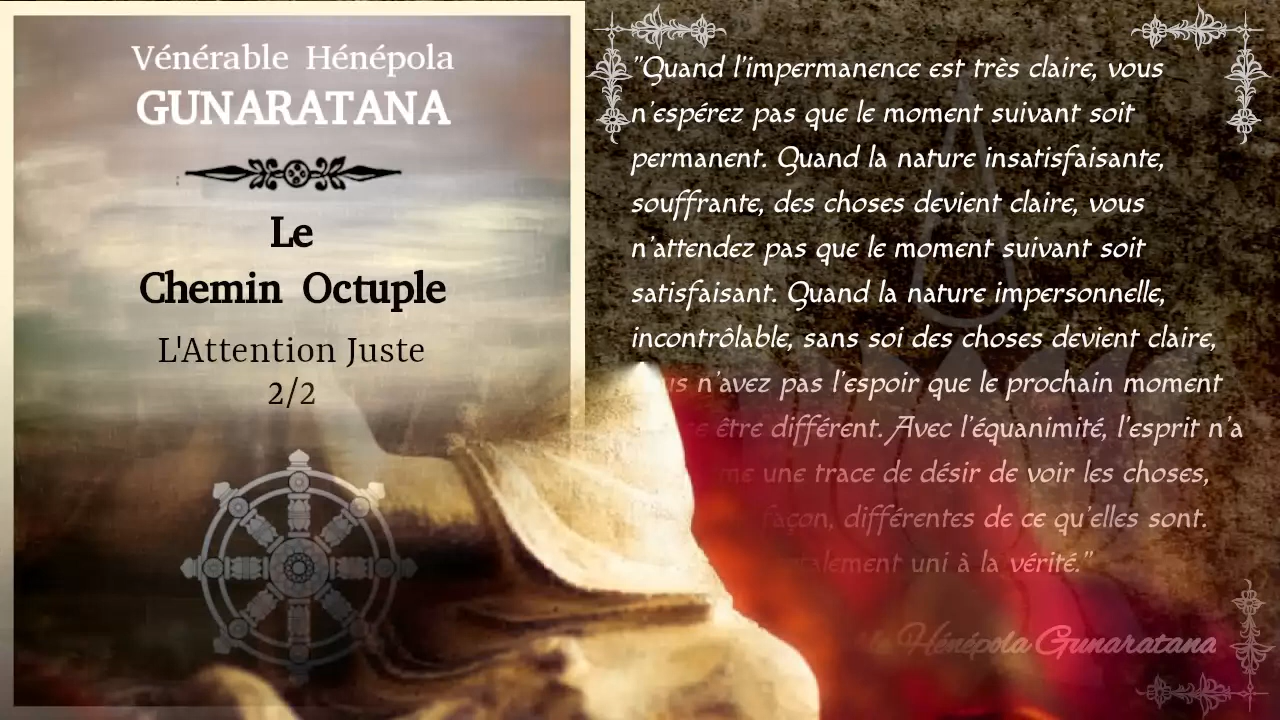 Vénérable Hénépola
GUNARATANA
Le
Chemin Octuple
L'Attention Juste
2/2
"Quand l'impermanence est très claire, vous
n'espérez pas que le moment suivant soit
permanent. Quand la nature insatisfaisante,
souffrante, des choses devient claire, vous
n'attendez pas que le moment suivant soit
satisfaisant. Quand la nature impersonnelle,
incontrôlable, sans soi des choses devient claire,
n'avez pas l'espoir que le prochain moment
être différent. Avec l'équanimité, l'esprit n'a
une trace de désir de voir les choses,
façon, différentes de ce qu'elles sont.
uni à la vérité."
Hénépola Gunaratana